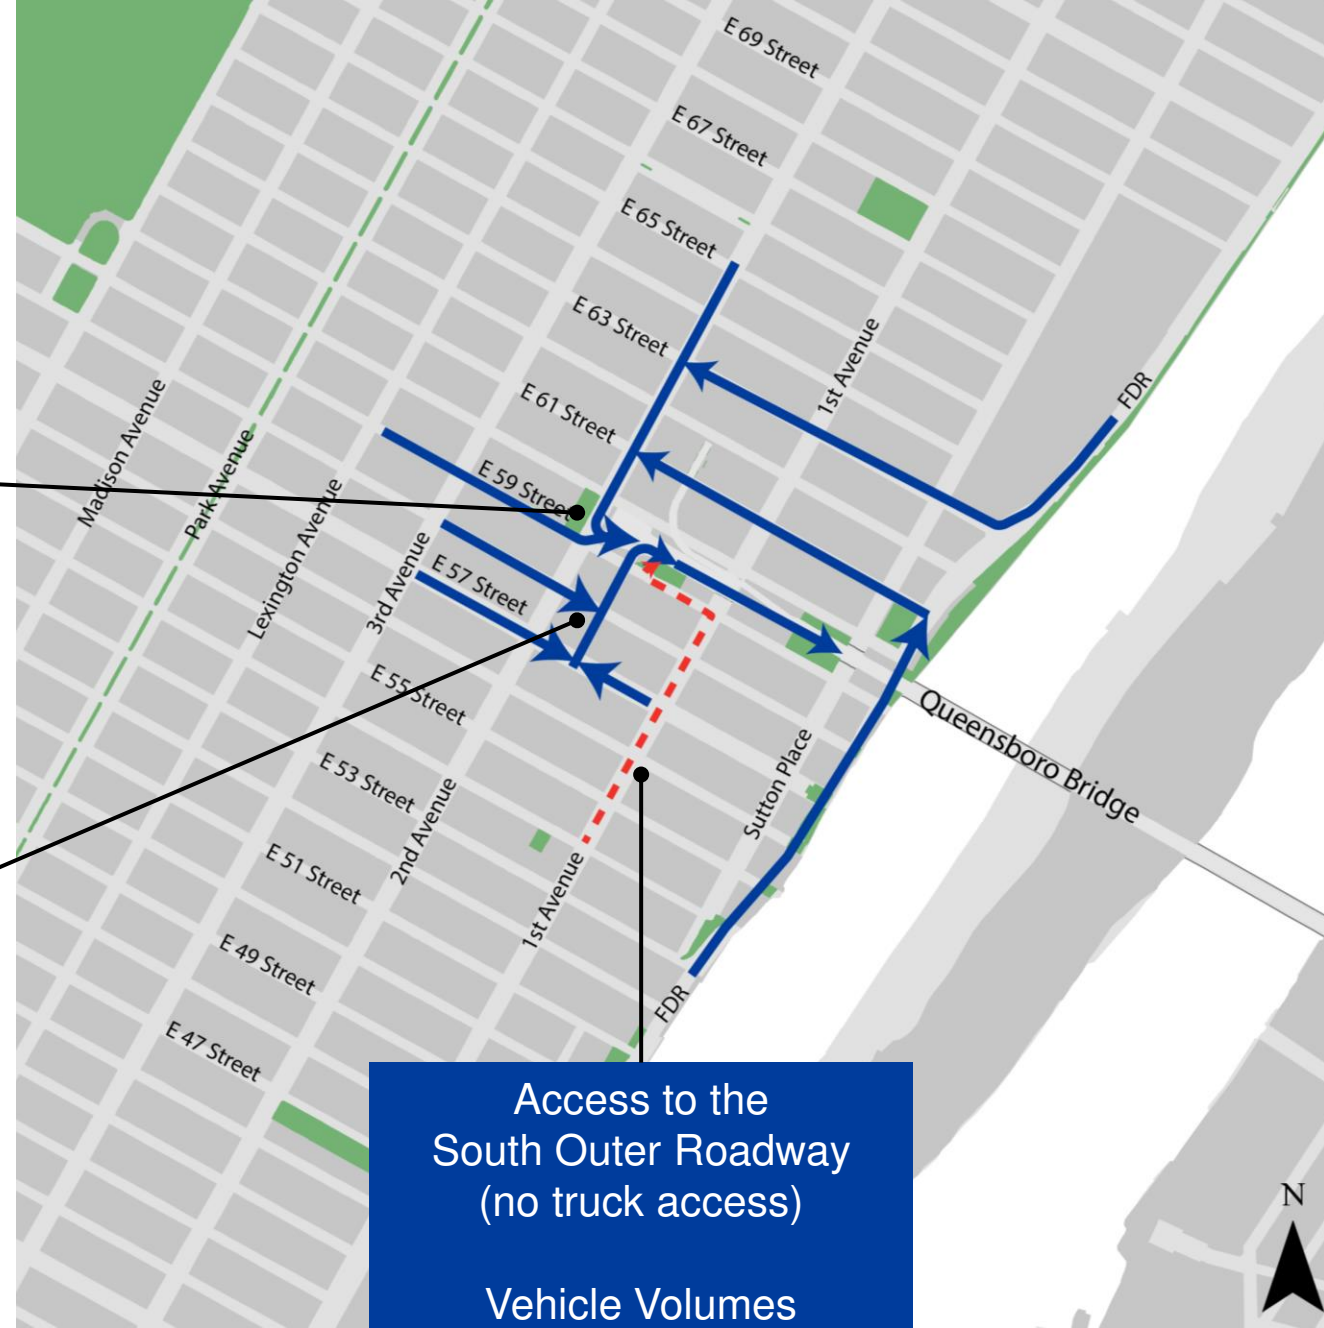 E 69 Street
E 67 Street
E 65 Street
E 63 Street
1st Avenue
FDR
E 61 Street
Madison Avenue
Park Avenue
E 59 Street
Lexington Avenue
3rd Avenue
E 57 Street
E 55 Street
Queensboro Bridge
Sutton Place
E 53 Street
2nd Avenue
E 51 Street
1st Avenue
E 49 Street
FDR
E 47 Street
Access to the
South Outer Roadway
(no truck access)
Vehicle Volumes
N